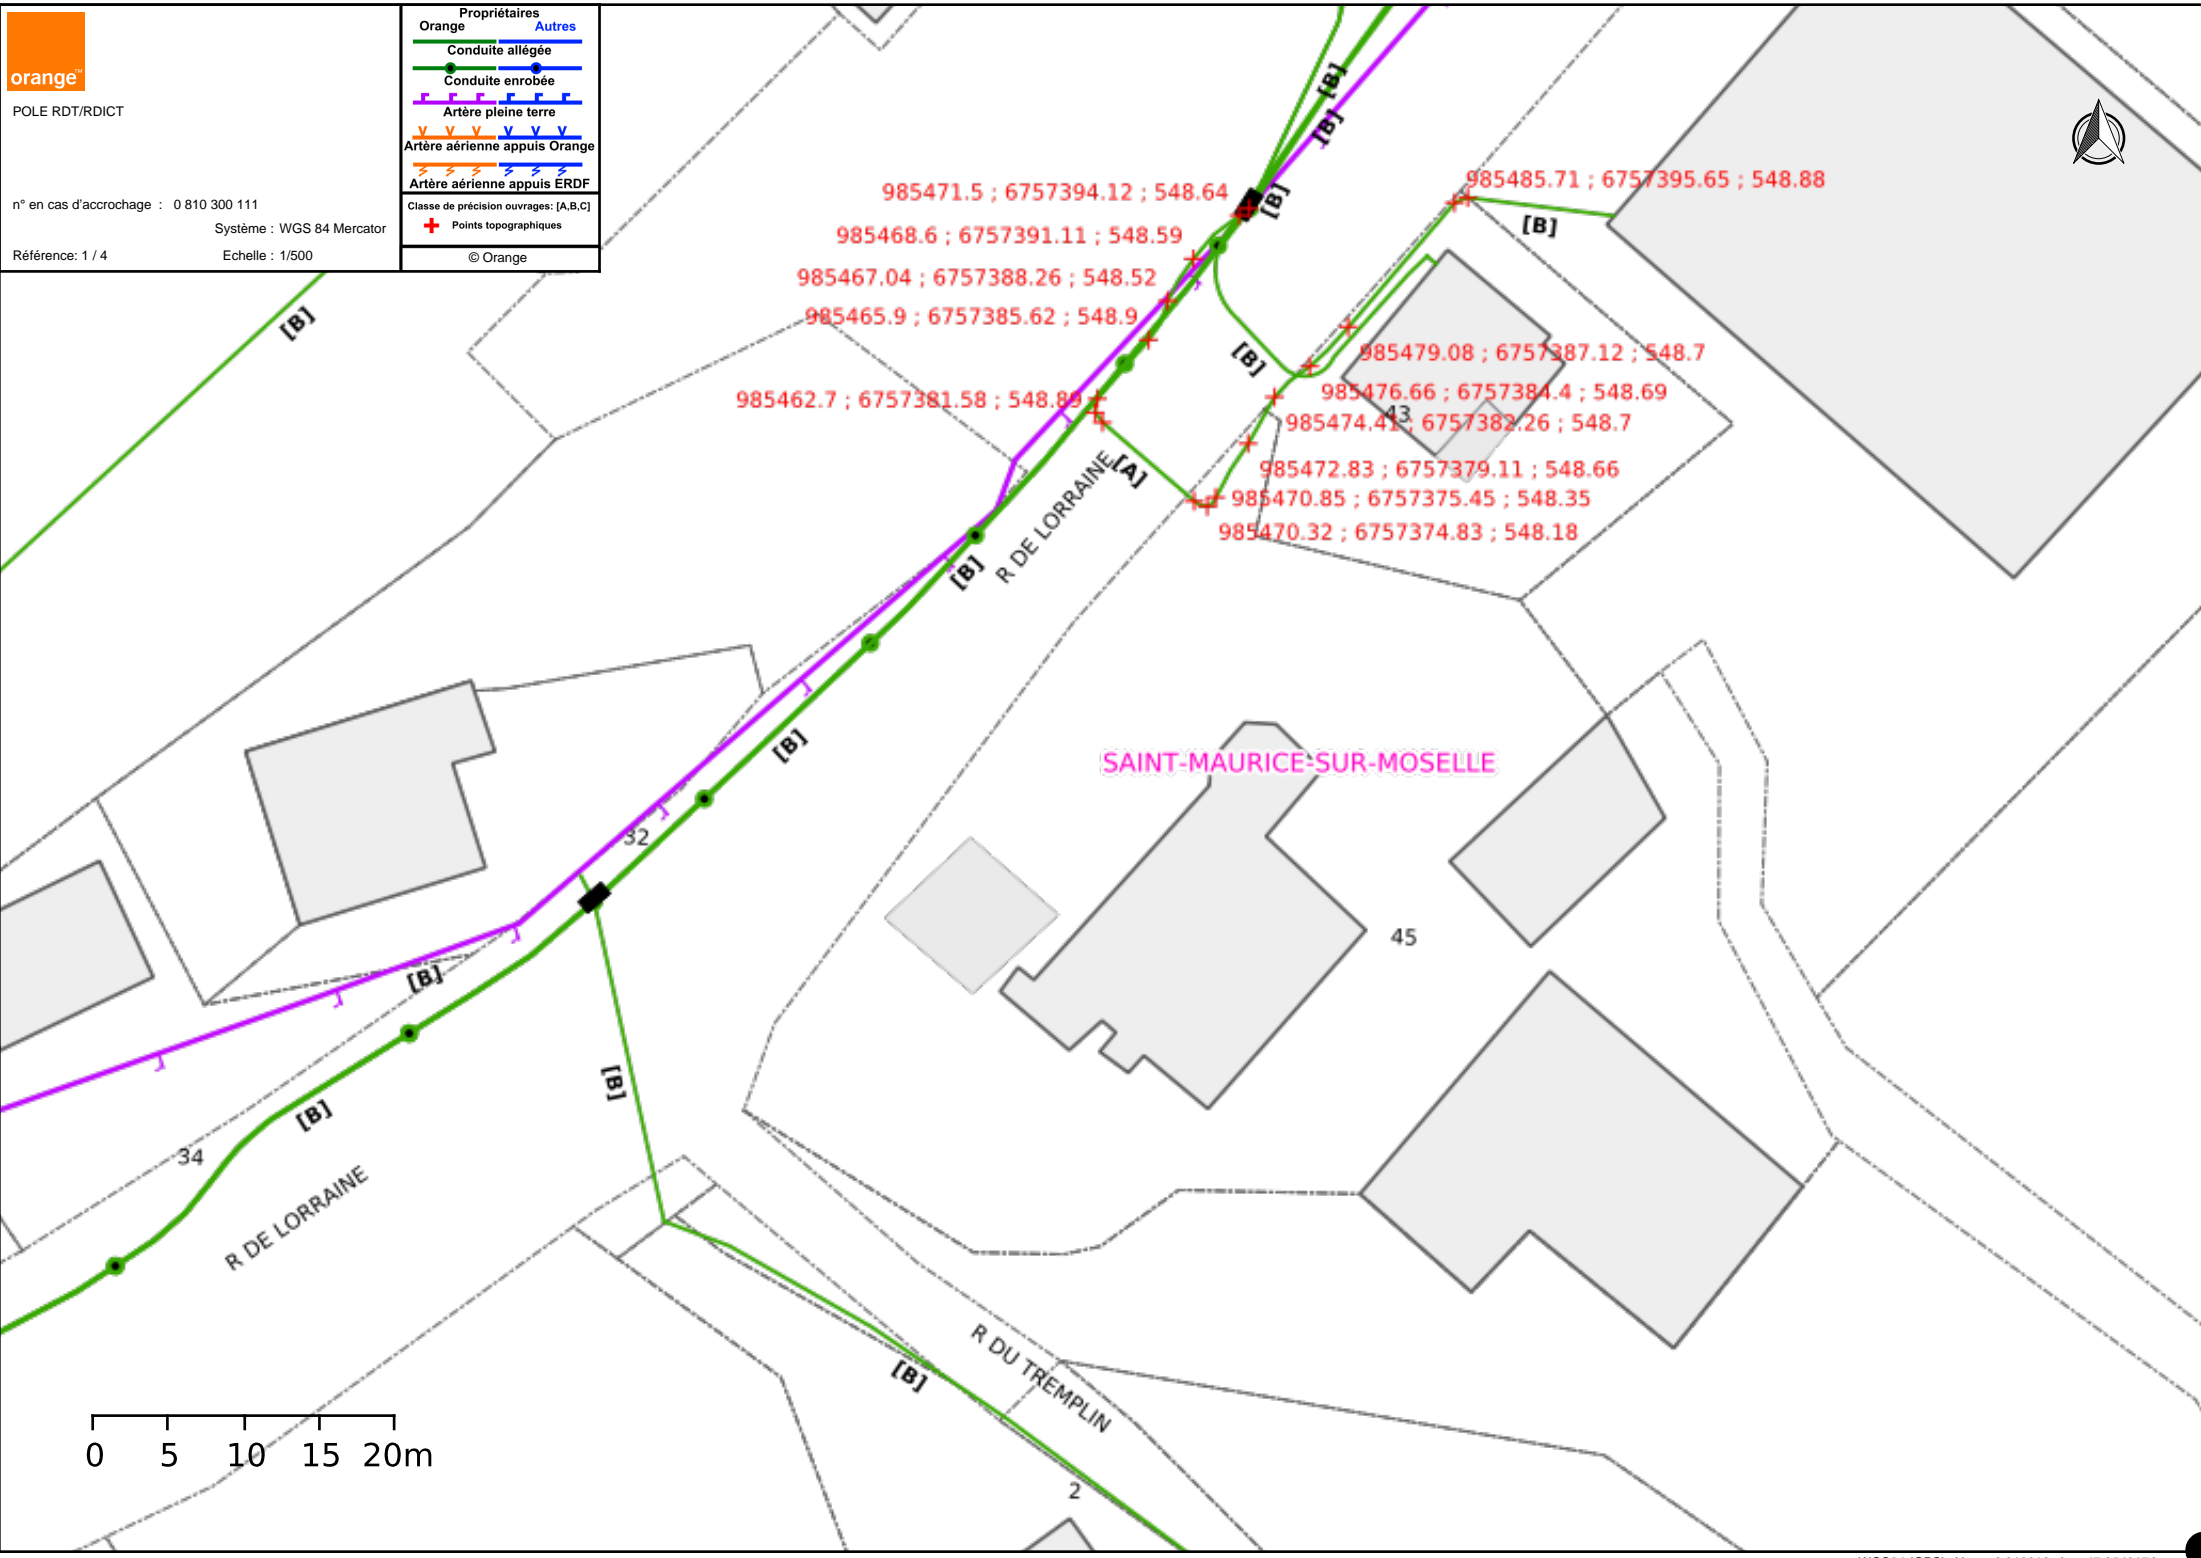 orange™
POLE RDT/RDICT
n° en cas d'accrochage : 0 810 300 111
Système : WGS 84 Mercator
Référence: 1 / 4
Echelle : 1/500
Propriétaires
Orange
Autres
Conduite allégée
Conduite enrobée
Artère pleine terre
Artère aérienne appuis Orange
Artère aérienne appuis ERDF
Classe de précision ouvrages: [A,B,C]
Points topographiques
© Orange
[B]
[B]
[B]
985471.5 ; 6757394.12 ; 548.64
[B]
985485.71 ; 6757395.65 ; 548.88
[B]
985468.6 ; 6757391.11 ; 548.59
985467.04 ; 6757388.26 ; 548.52
985465.9 ; 6757385.62 ; 548.9
[B]
985479.08 ; 6757387.12 ; 548.7
985476.66 ; 6757384.4 ; 548.69
985462.7 ; 6757381.58 ; 548.89
43
985474.41 ; 6757382.26 ; 548.7
[A]
985472.83 ; 6757379.11 ; 548.66
985470.85 ; 6757375.45 ; 548.35
985470.32 ; 6757374.83 ; 548.18
R DE LORRAINE
[B]
[B]
SAINT-MAURICE-SUR-MOSELLE
32
45
[B]
[B]
[B]
34
R DE LORRAINE
[B]
R DU TREMPLIN
2
0 5 10 15 20m